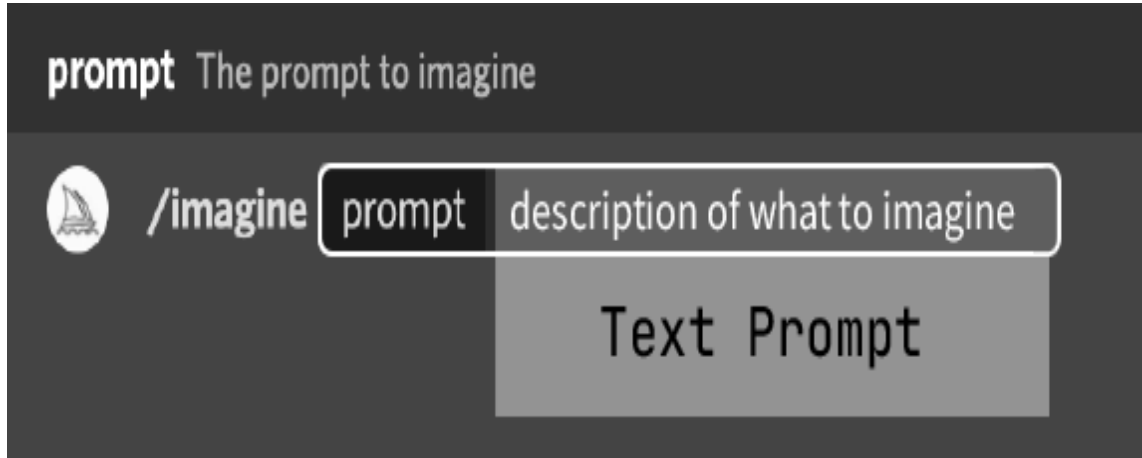 prompt The prompt to imagine
/imagine prompt description of what to imagine
Text Prompt